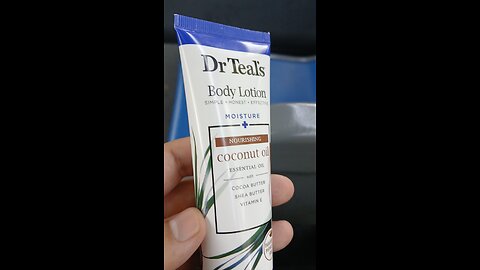 Dr Teal's
Body Lotion
SIMPLE • HONEST • EFFECTIVE
MOISTURE +
NOURISHING
coconut oil
ESSENTIAL OIL
with
COCOA BUTTER
SHEA BUTTER
VITAMIN E